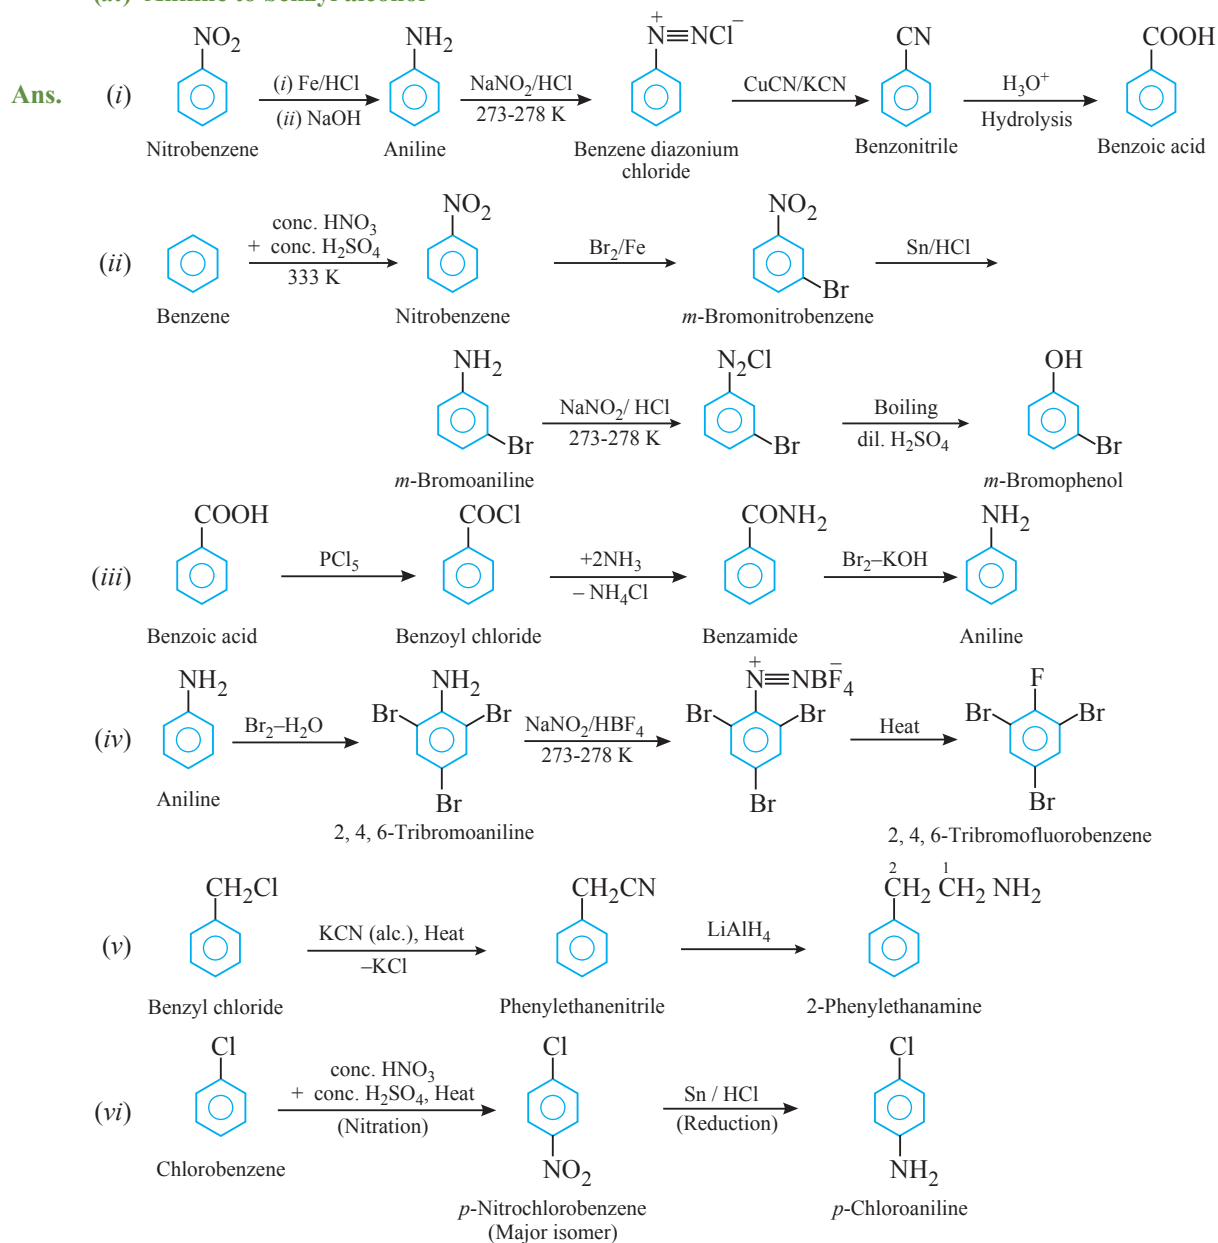 (xi) Aniline to benzyl alcohol
Ans. (i) NO2 (i) Fe/HCl (ii) NaOH NH2 NaNO2/HCl 273-278 K N+≡NCl− CuCN/KCN CN H3O+ Hydrolysis COOH
Nitrobenzene Aniline Benzene diazonium chloride Benzonitrile Benzoic acid
(ii) conc. HNO3 + conc. H2SO4 333 K NO2 Br2/Fe NO2 Br Sn/HCl
Benzene Nitrobenzene m-Bromonitrobenzene
NH2 Br NaNO2/ HCl 273-278 K N2Cl Br Boiling dil. H2SO4 OH Br
m-Bromoaniline m-Bromophenol
(iii) COOH PCl5 COCl +2NH3 – NH4Cl CONH2 Br2–KOH NH2
Benzoic acid Benzoyl chloride Benzamide Aniline
(iv) NH2 Br2–H2O NH2 Br Br Br NaNO2/HBF4 273-278 K N+≡NBF4− Br Br Br Heat F Br Br Br
Aniline 2, 4, 6-Tribromoaniline 2, 4, 6-Tribromofluorobenzene
(v) CH2Cl KCN (alc.), Heat –KCl CH2CN LiAlH4 2 CH2 1 CH2 NH2
Benzyl chloride Phenylethanenitrile 2-Phenylethanamine
(vi) Cl conc. HNO3 + conc. H2SO4, Heat (Nitration) Cl NO2 Sn / HCl (Reduction) Cl NH2
Chlorobenzene p-Nitrochlorobenzene (Major isomer) p-Chloroaniline